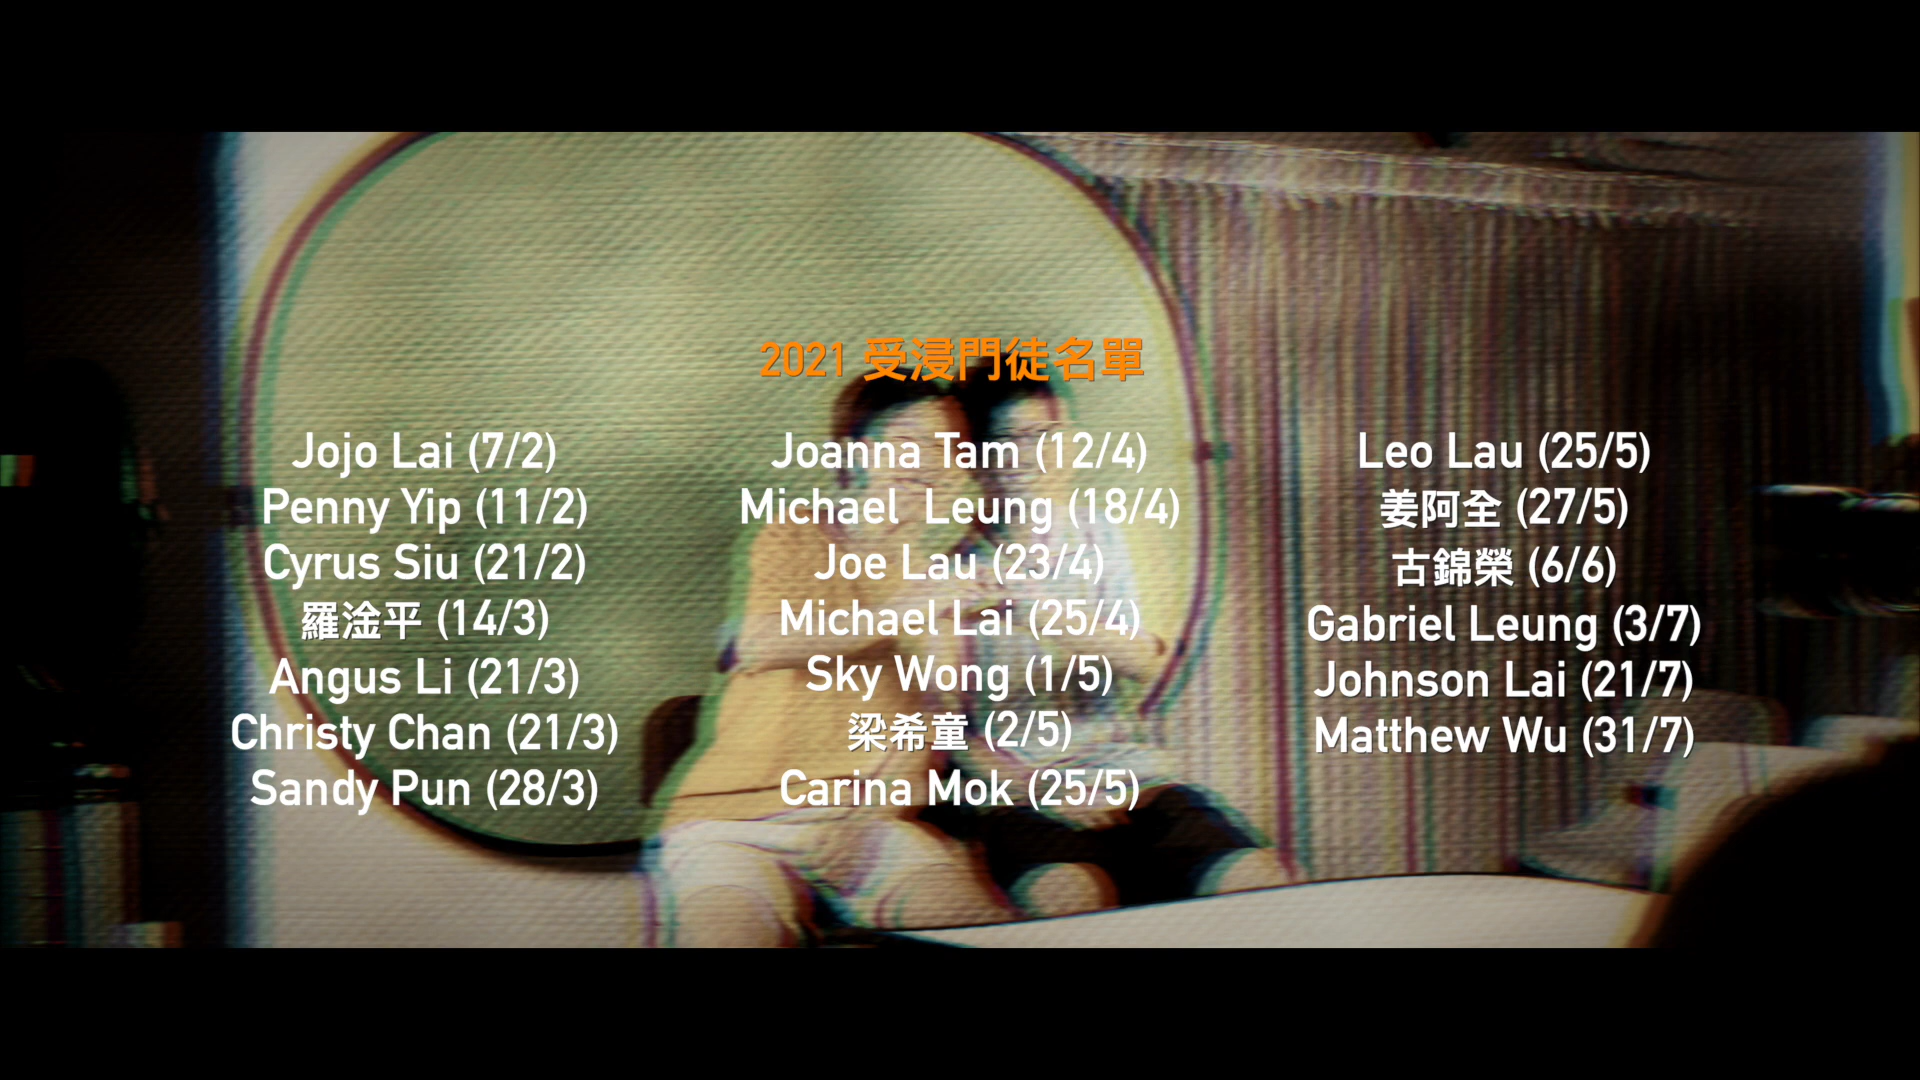 2021 受浸門徒名單
Jojo Lai (7/2)
Penny Yip (11/2)
Cyrus Siu (21/2)
羅淦平 (14/3)
Angus Li (21/3)
Christy Chan (21/3)
Sandy Pun (28/3)
Joanna Tam (12/4)
Michael  Leung (18/4)
Joe Lau (23/4)
Michael Lai (25/4)
Sky Wong (1/5)
梁希童 (2/5)
Carina Mok (25/5)
Leo Lau (25/5)
姜阿全 (27/5)
古錦榮 (6/6)
Gabriel Leung (3/7)
Johnson Lai (21/7)
Matthew Wu (31/7)